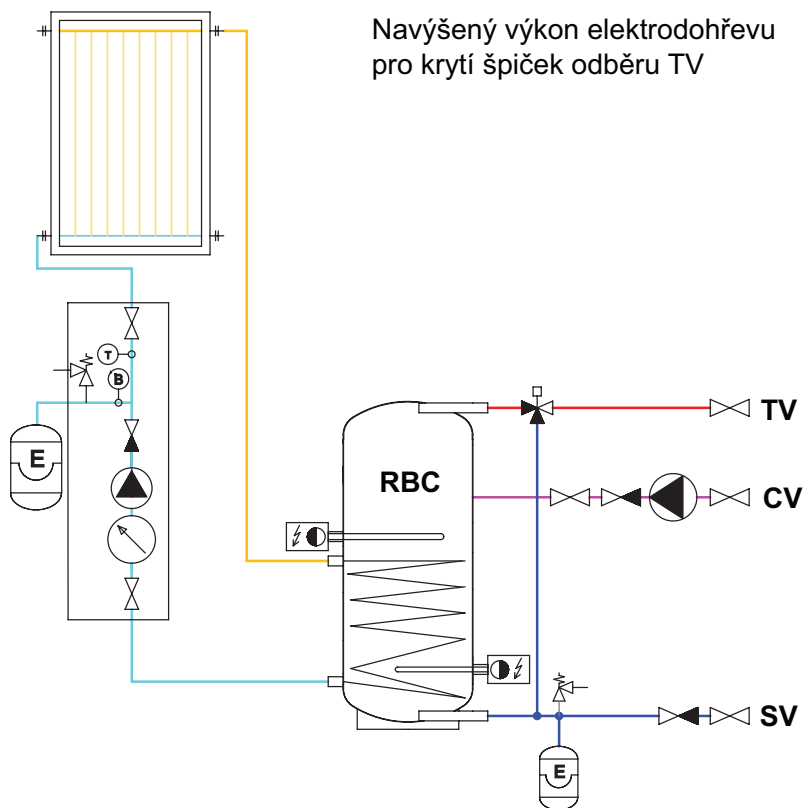 Navýšený výkon elektrodohřevu
pro krytí špiček odběru TV
T
B
E
RBC
TV
CV
SV
E